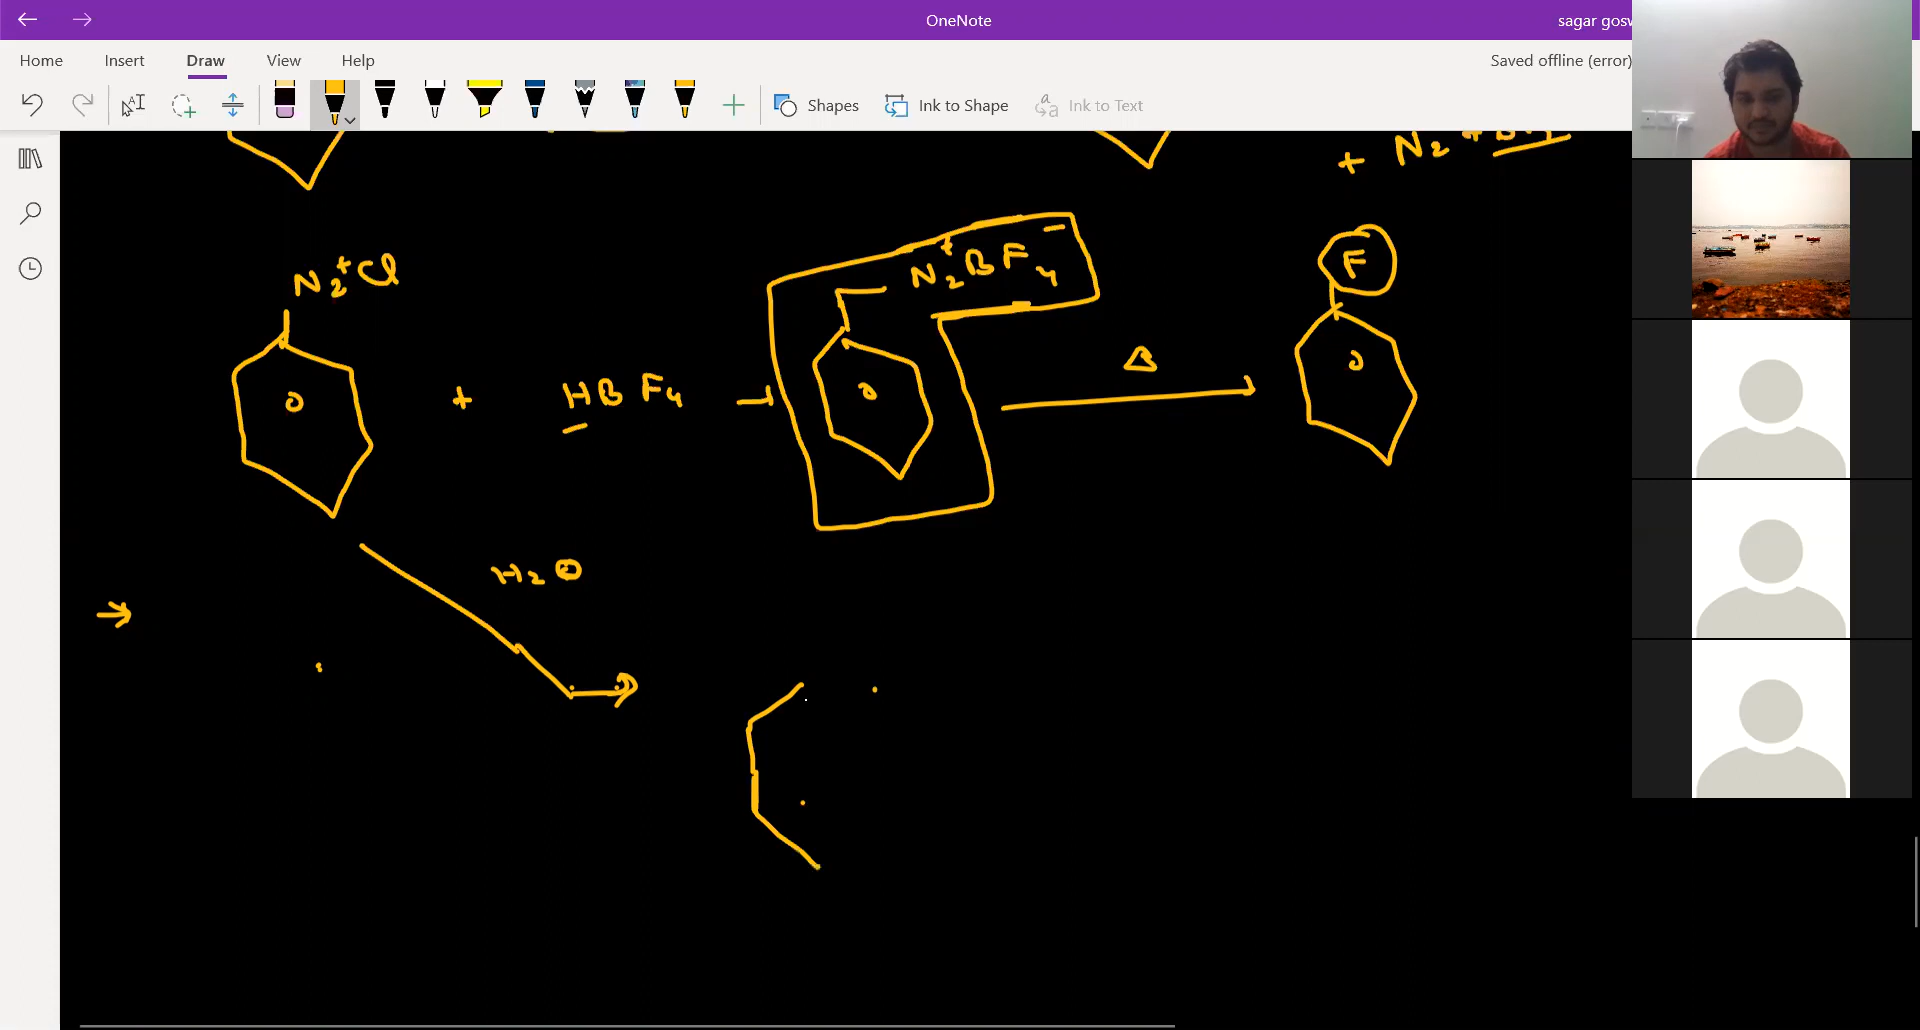 OneNote
sagar gosw
Home Insert Draw View Help
Saved offline (error)
Shapes Ink to Shape Ink to Text
+ N2 +
N2+Cl
N2+BF4-
F
+ HBF4 → Δ
H2O
→